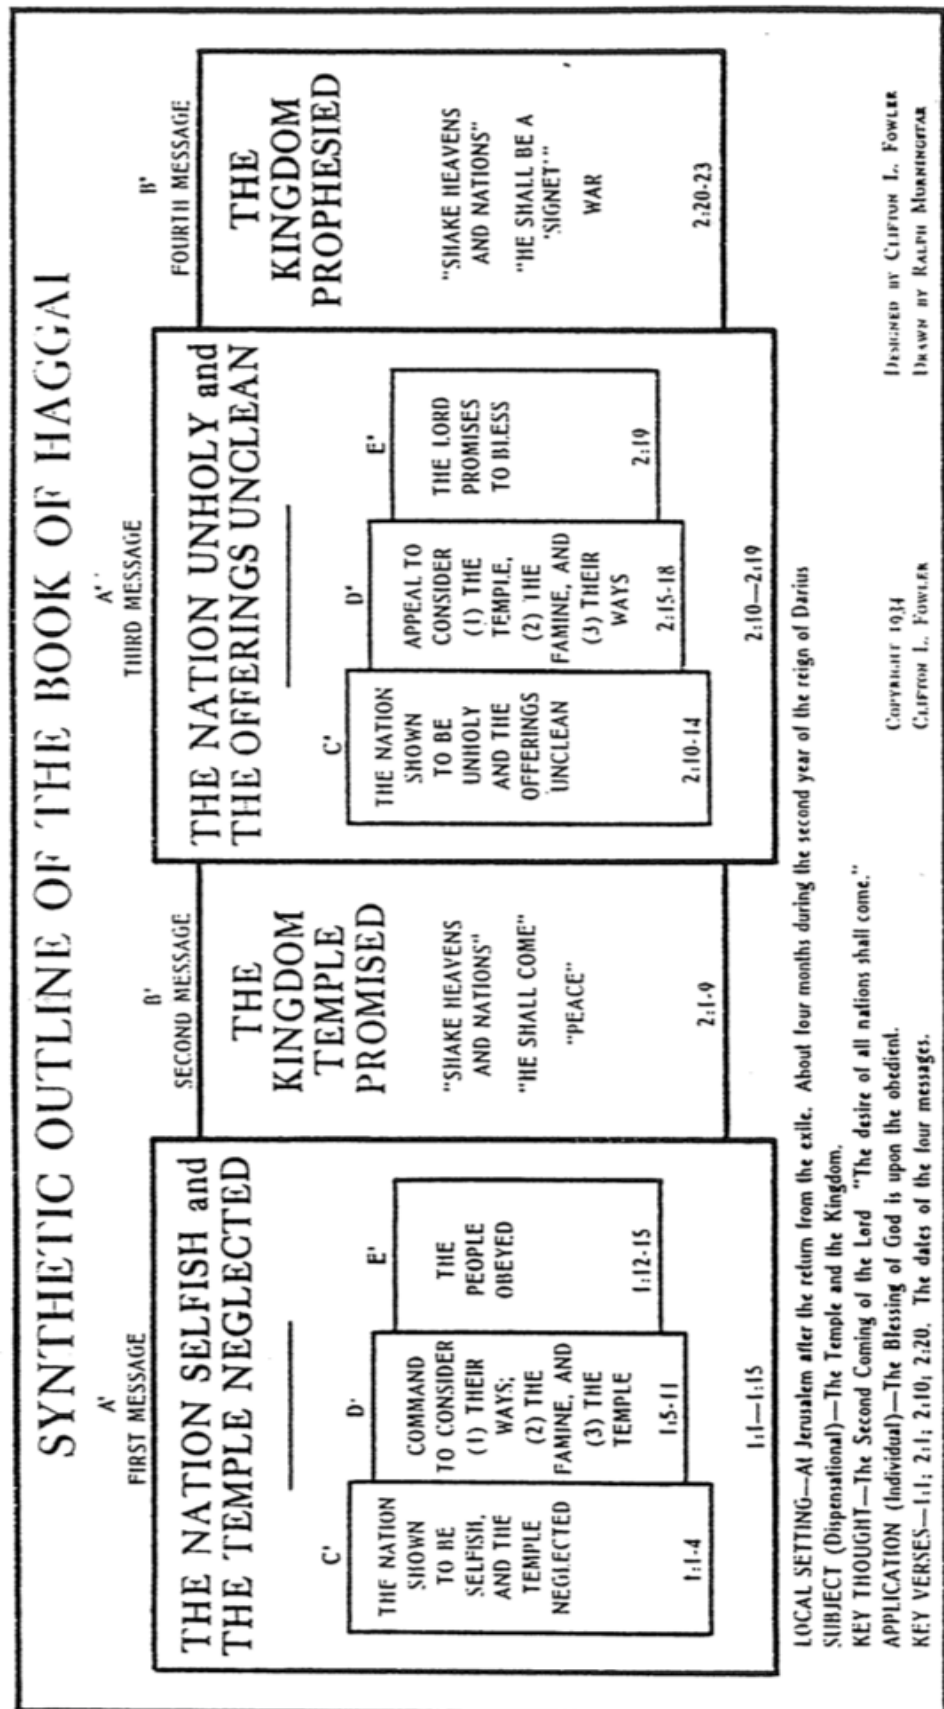 SYNTHETIC OUTLINE OF THE BOOK OF HAGGAI
A'
FIRST MESSAGE
THE NATION SELFISH and
THE TEMPLE NEGLECTED
C'
THE NATION
SHOWN
TO BE
SELFISH,
AND THE
TEMPLE
NEGLECTED
1:1-4
D'
COMMAND
TO CONSIDER
(1) THEIR
WAYS;
(2) THE
FAMINE, AND
(3) THE
TEMPLE
1:5-11
E'
THE
PEOPLE
OBEYED
1:12-15
1:1—1:15
B'
SECOND MESSAGE
THE
KINGDOM
TEMPLE
PROMISED
"SHAKE HEAVENS
AND NATIONS"
"HE SHALL COME"
"PEACE"
2:1-9
A'
THIRD MESSAGE
THE NATION UNHOLY and
THE OFFERINGS UNCLEAN
C'
THE NATION
SHOWN
TO BE
UNHOLY
AND THE
OFFERINGS
UNCLEAN
2:10-14
D'
APPEAL TO
CONSIDER
(1) THE
TEMPLE,
(2) THE
FAMINE, AND
(3) THEIR
WAYS
2:15-18
E'
THE LORD
PROMISES
TO BLESS
2:19
2:10—2:19
B'
FOURTH MESSAGE
THE
KINGDOM
PROPHESIED
"SHAKE HEAVENS
AND NATIONS"
"HE SHALL BE A
'SIGNET'"
WAR
2:20-23
LOCAL SETTING—At Jerusalem after the return from the exile. About four months during the second year of the reign of Darius
SUBJECT (Dispensational)—The Temple and the Kingdom.
KEY THOUGHT—The Second Coming of the Lord "The desire of all nations shall come."
APPLICATION (Individual)—The Blessing of God is upon the obedient.
KEY VERSES—1:1; 2:1; 2:10; 2:20. The dates of the four messages.
COPYRIGHT 1934
CLIFTON L. FOWLER
DESIGNED BY CLIFTON L. FOWLER
DRAWN BY RALPH MORNINGSTAR